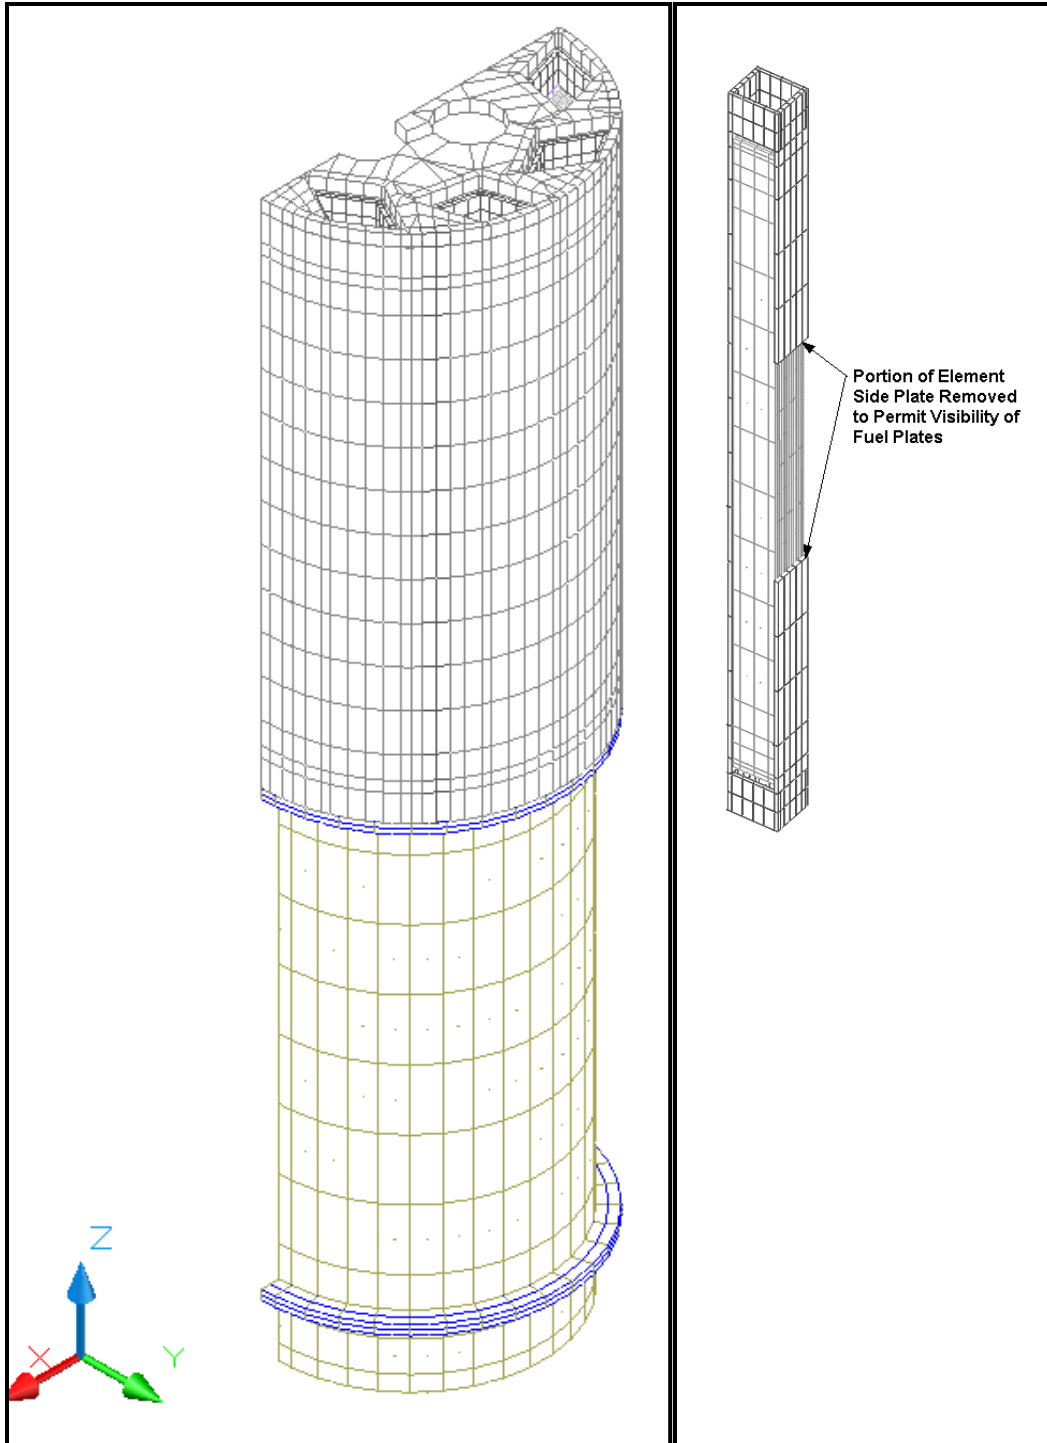 Portion of Element
Side Plate Removed
to Permit Visibility of
Fuel Plates
Z
X
Y